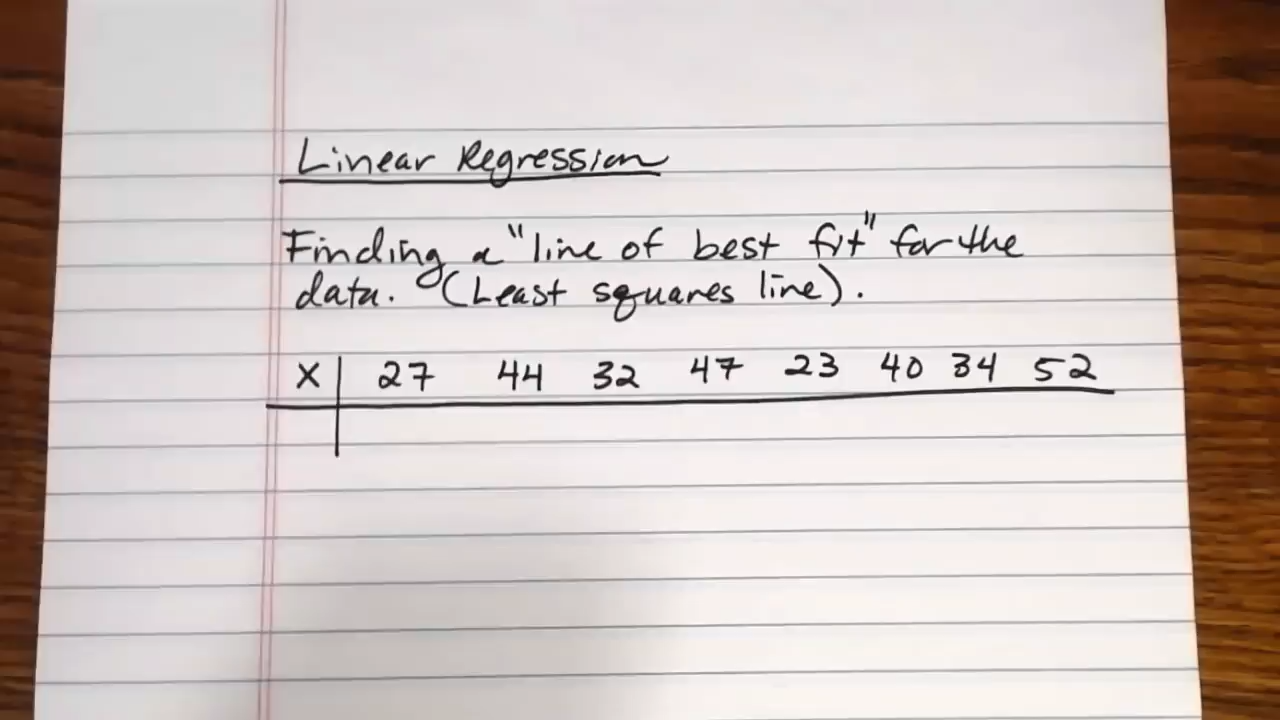 Linear Regression
Finding a "line of best fit" for the
data. (Least squares line).
X 27 44 32 47 23 40 34 52